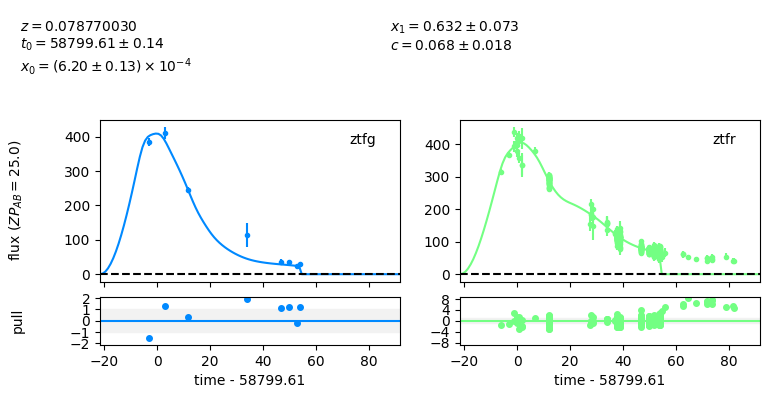 z = 0.078770030
t₀ = 58799.61 ± 0.14
x₀ = (6.20 ± 0.13) × 10⁻⁴
x₁ = 0.632 ± 0.073
c = 0.068 ± 0.018
flux (ZP_AB = 25.0)
400
300
200
100
0
ztfg
400
300
200
100
0
ztfr
pull
2
1
0
−1
−2
−20 0 20 40 60 80
time - 58799.61
8
4
0
−4
−8
−20 0 20 40 60 80
time - 58799.61